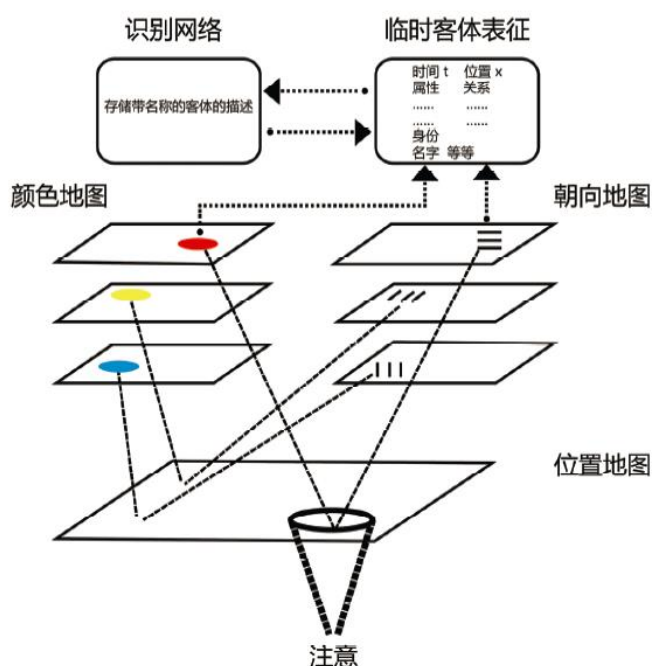 识别网络
临时客体表征
存储带名称的客体的描述
时间 t 位置 x
属性 关系
...... ......
...... ......
身份
名字 等等
颜色地图
朝向地图
位置地图
注意